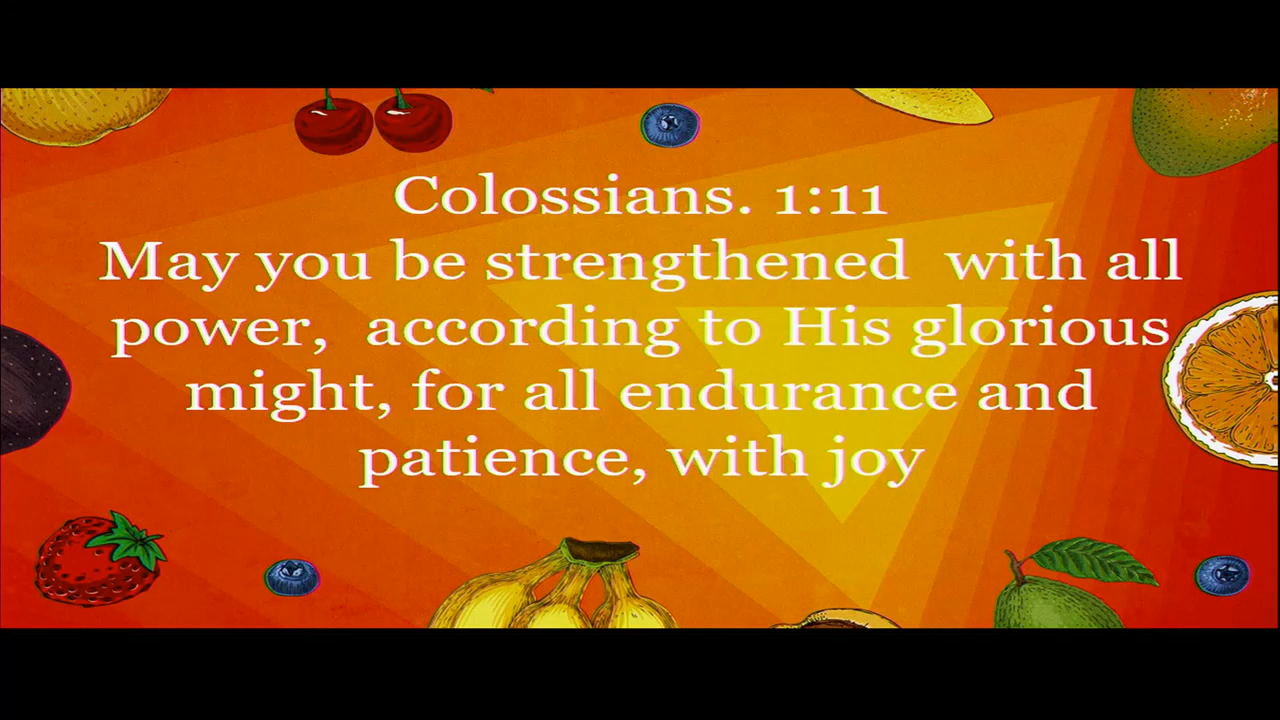 Colossians. 1:11
May you be strengthened  with all
power,  according to His glorious
might, for all endurance and
patience, with joy